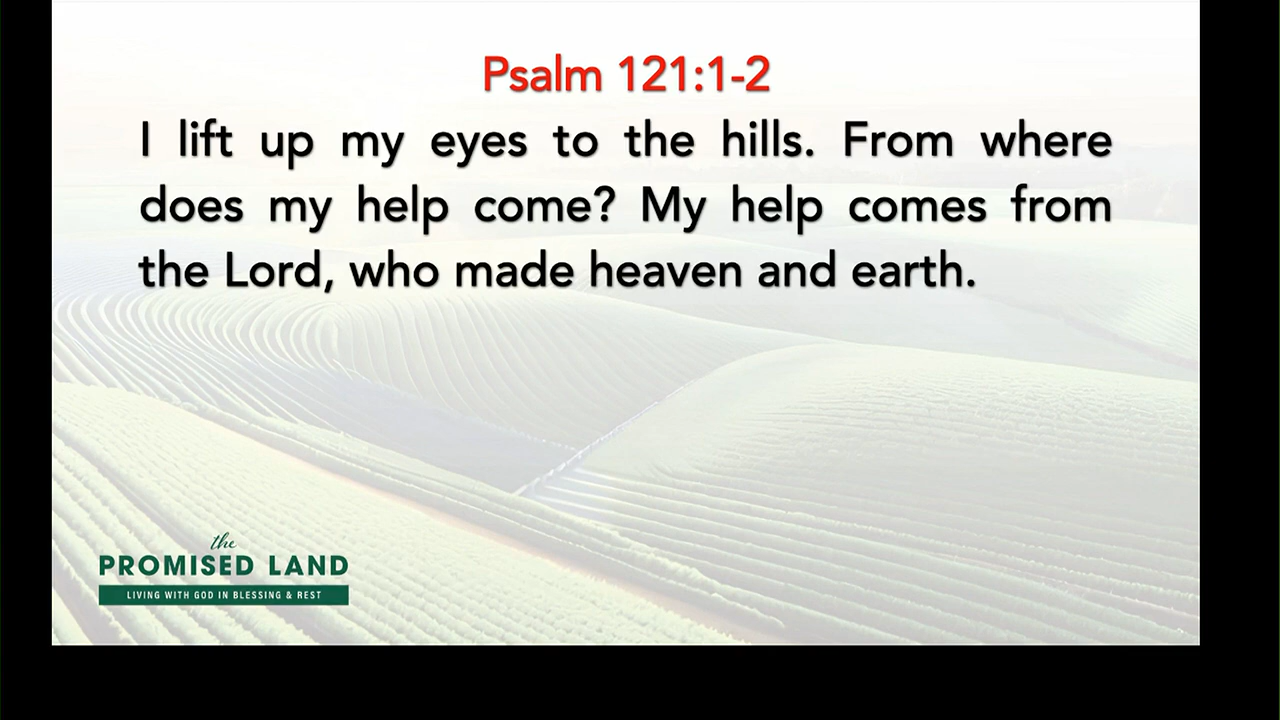 Psalm 121:1-2
I lift up my eyes to the hills. From where
does my help come? My help comes from
the Lord, who made heaven and earth.
the
PROMISED LAND
LIVING WITH GOD IN BLESSING & REST